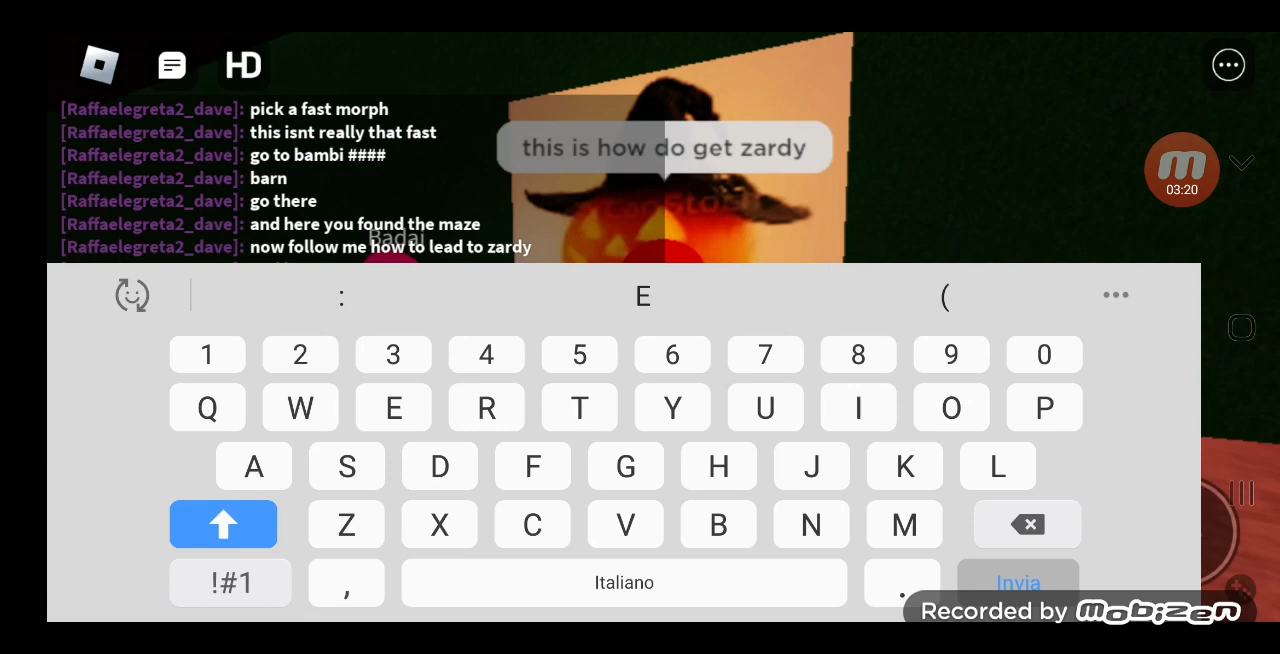 HD
[Raffaelegreta2_dave]: pick a fast morph
[Raffaelegreta2_dave]: this isnt really that fast
[Raffaelegreta2_dave]: go to bambi ####
[Raffaelegreta2_dave]: barn
[Raffaelegreta2_dave]: go there
[Raffaelegreta2_dave]: and here you found the maze
[Raffaelegreta2_dave]: now follow me how to lead to zardy
this is how do get zardy
Badai
03:20
: E (
1 2 3 4 5 6 7 8 9 0
Q W E R T Y U I O P
A S D F G H J K L
Z X C V B N M
!#1 , Italiano . Invia
Recorded by mobizen